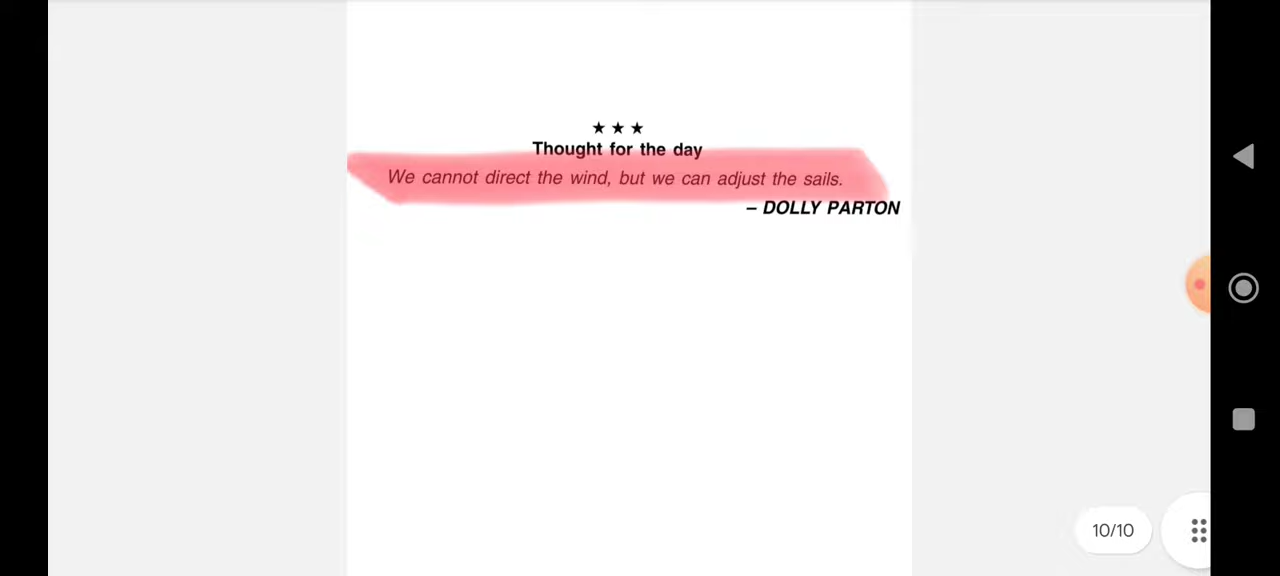 ★ ★ ★
Thought for the day
We cannot direct the wind, but we can adjust the sails.
– DOLLY PARTON
10/10